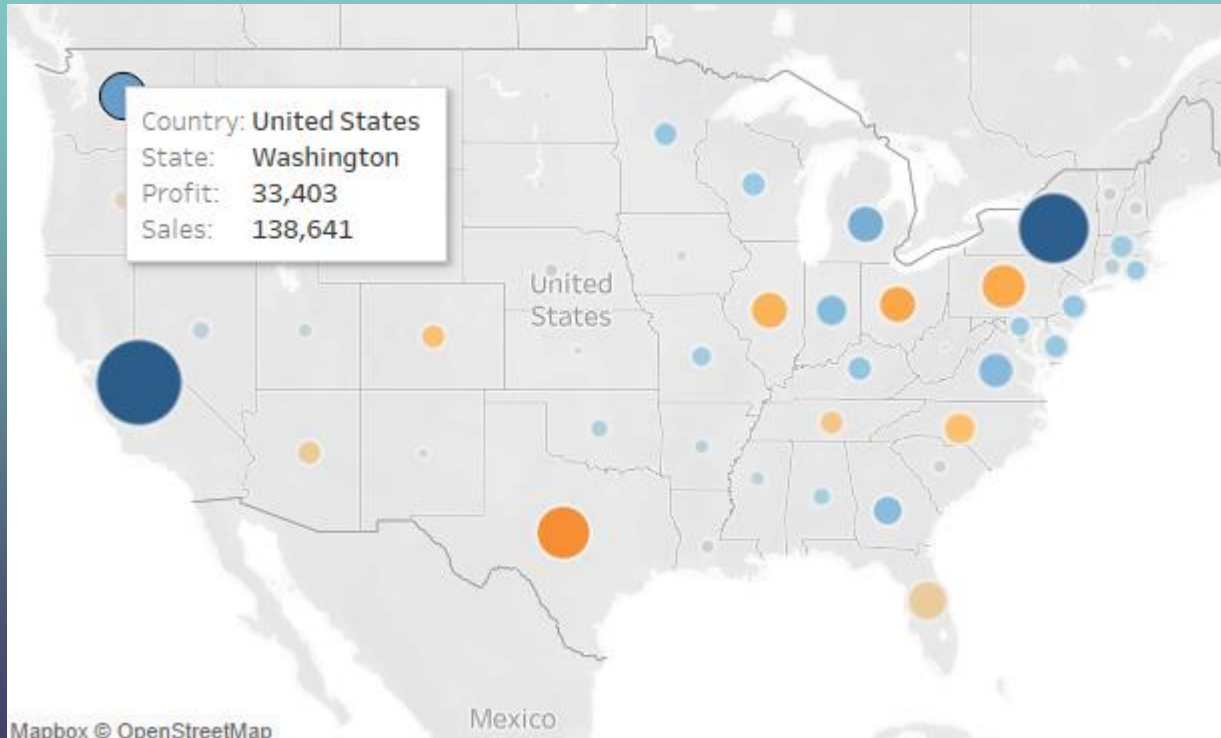 Country: United States
State: Washington
Profit: 33,403
Sales: 138,641
United
States
Mexico
Mapbox © OpenStreetMap